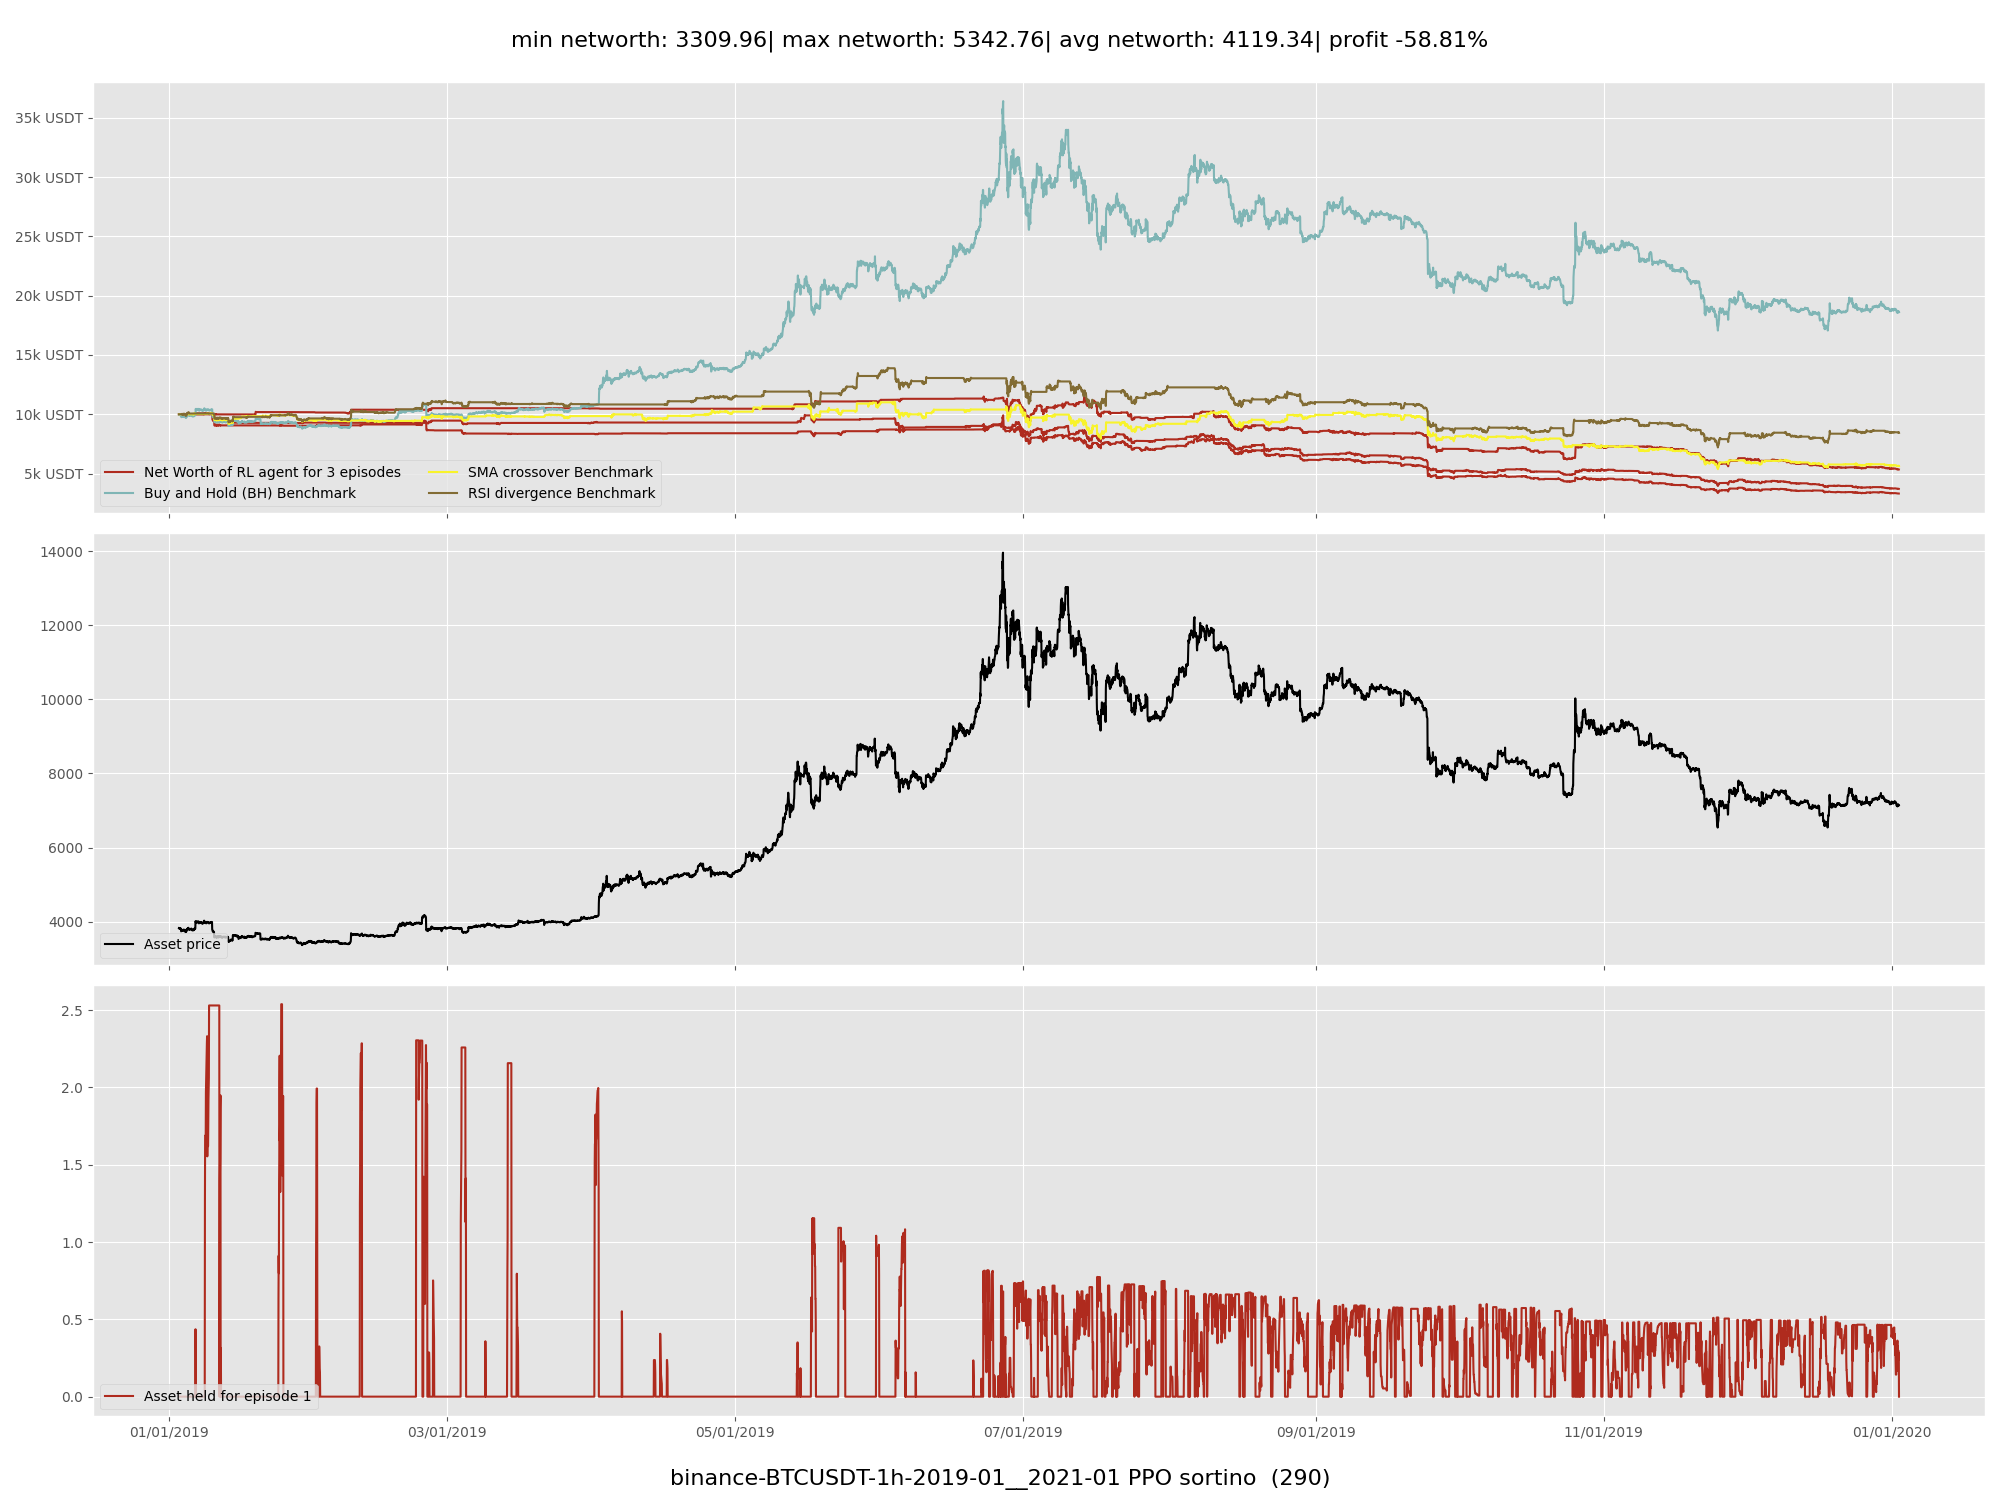 min networth: 3309.96| max networth: 5342.76| avg networth: 4119.34| profit -58.81%
35k USDT
30k USDT
25k USDT
20k USDT
15k USDT
10k USDT
5k USDT
Net Worth of RL agent for 3 episodes
Buy and Hold (BH) Benchmark
SMA crossover Benchmark
RSI divergence Benchmark
14000
12000
10000
8000
6000
4000
Asset price
2.5
2.0
1.5
1.0
0.5
0.0
Asset held for episode 1
01/01/2019 03/01/2019 05/01/2019 07/01/2019 09/01/2019 11/01/2019 01/01/2020
binance-BTCUSDT-1h-2019-01__2021-01 PPO sortino (290)